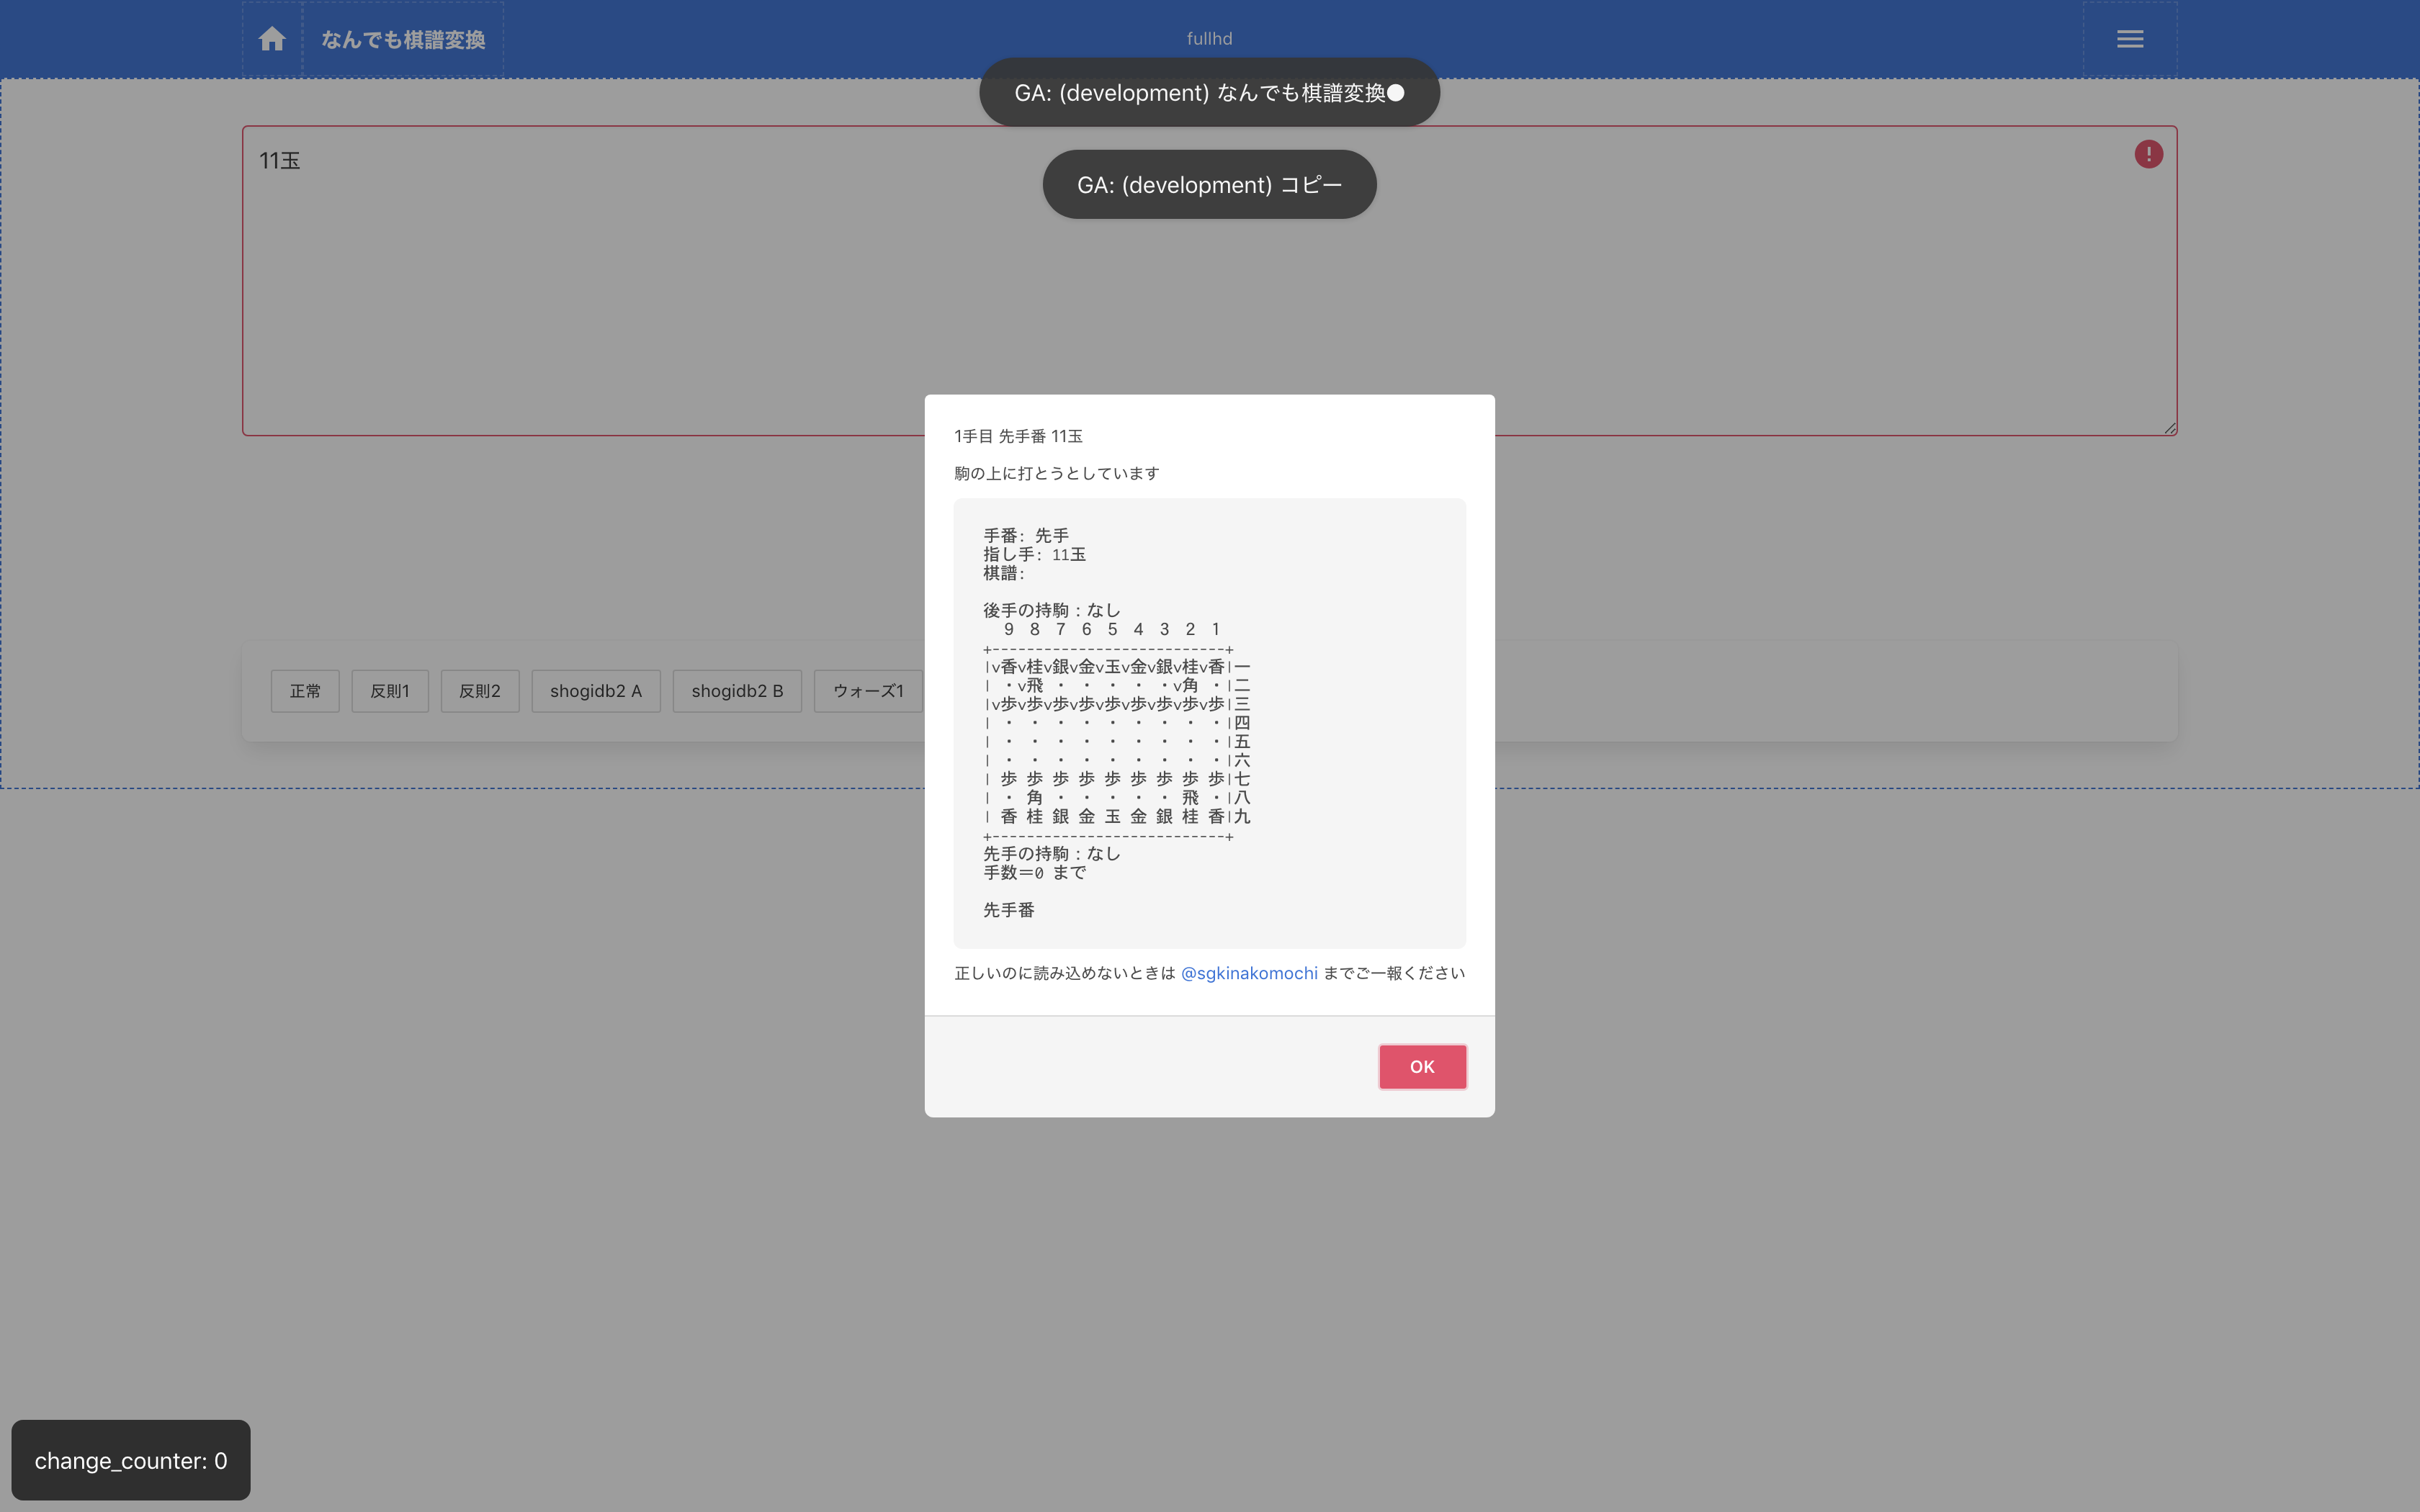 なんでも棋譜変換
fullhd
GA: (development) なんでも棋譜変換●
GA: (development) コピー
11玉
1手目 先手番 11玉
駒の上に打とうとしています
手番: 先手
指し手: 11玉
棋譜:
後手の持駒：なし
  9 8 7 6 5 4 3 2 1
+---------------------------+
|v香v桂v銀v金v玉v金v銀v桂v香|一
| ・v飛 ・ ・ ・ ・ ・v角 ・|二
|v歩v歩v歩v歩v歩v歩v歩v歩v歩|三
| ・ ・ ・ ・ ・ ・ ・ ・ ・|四
| ・ ・ ・ ・ ・ ・ ・ ・ ・|五
| ・ ・ ・ ・ ・ ・ ・ ・ ・|六
| 歩 歩 歩 歩 歩 歩 歩 歩 歩|七
| ・ 角 ・ ・ ・ ・ ・ 飛 ・|八
| 香 桂 銀 金 玉 金 銀 桂 香|九
+---------------------------+
先手の持駒：なし
手数＝0 まで
先手番
正しいのに読み込めないときは @sgkinakomochi までご一報ください
OK
正常 反則1 反則2 shogidb2 A shogidb2 B ウォーズ1
change_counter: 0